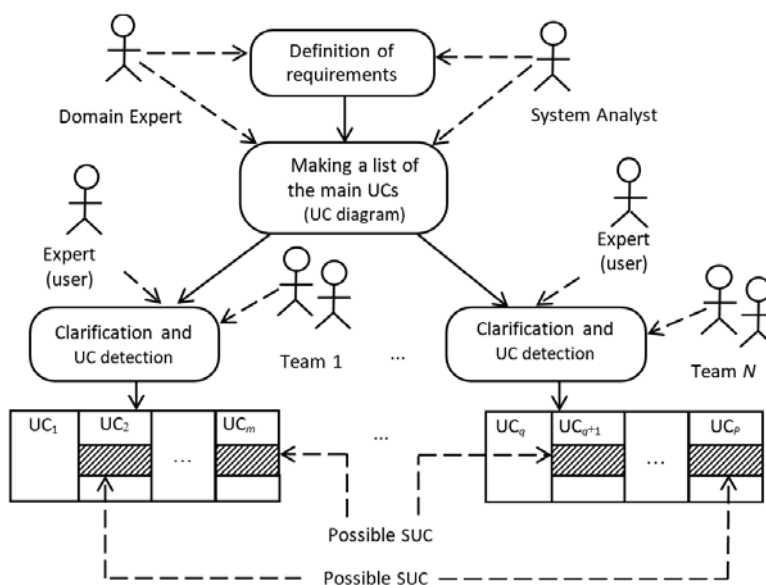 Definition of
requirements
Domain Expert
System Analyst
Making a list of
the main UCs
(UC diagram)
Expert
(user)
Expert
(user)
Clarification and
UC detection
Team 1
...
Clarification and
UC detection
Team N
UC1
UC2
...
UCm
...
UCq
UCq+1
...
UCp
Possible SUC
Possible SUC